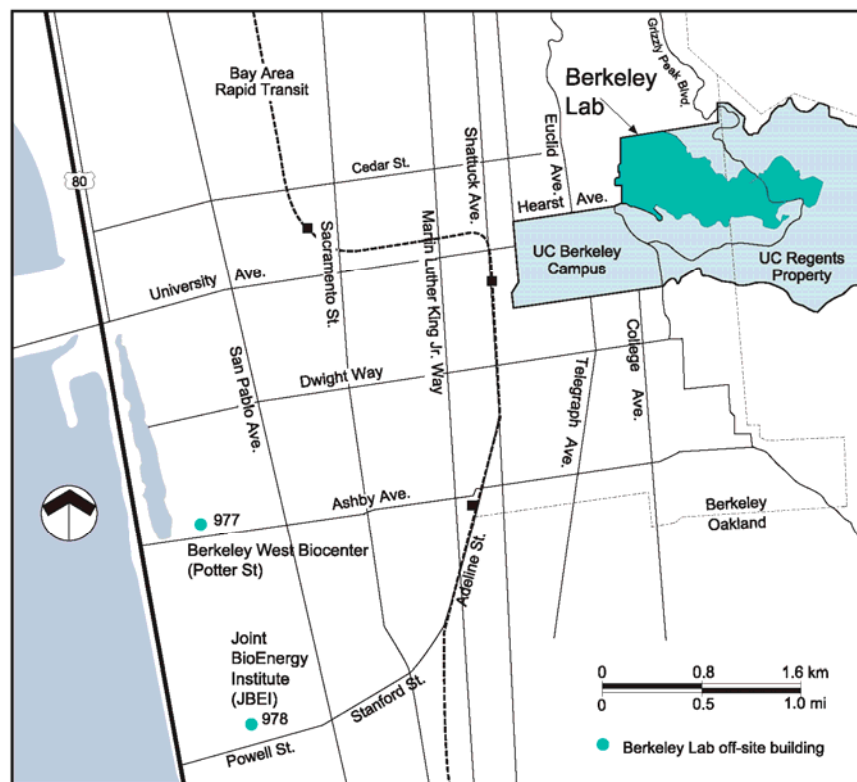 Grizzly Peak Blvd.
Bay Area
Rapid Transit
Berkeley
Lab
80
Cedar St.
Shattuck Ave.
Euclid Ave.
Hearst Ave.
Sacramento St.
Martin Luther King Jr. Way
UC Berkeley
Campus
UC Regents
Property
University Ave.
San Pablo Ave.
Dwight Way
Telegraph Ave.
College Ave.
Ashby Ave.
977
Berkeley West Biocenter
(Potter St)
Berkeley
Oakland
Adeline St.
Joint
BioEnergy
Institute
(JBEI)
978
Stanford St.
Powell St.
0 0.8 1.6 km
0 0.5 1.0 mi
Berkeley Lab off-site building